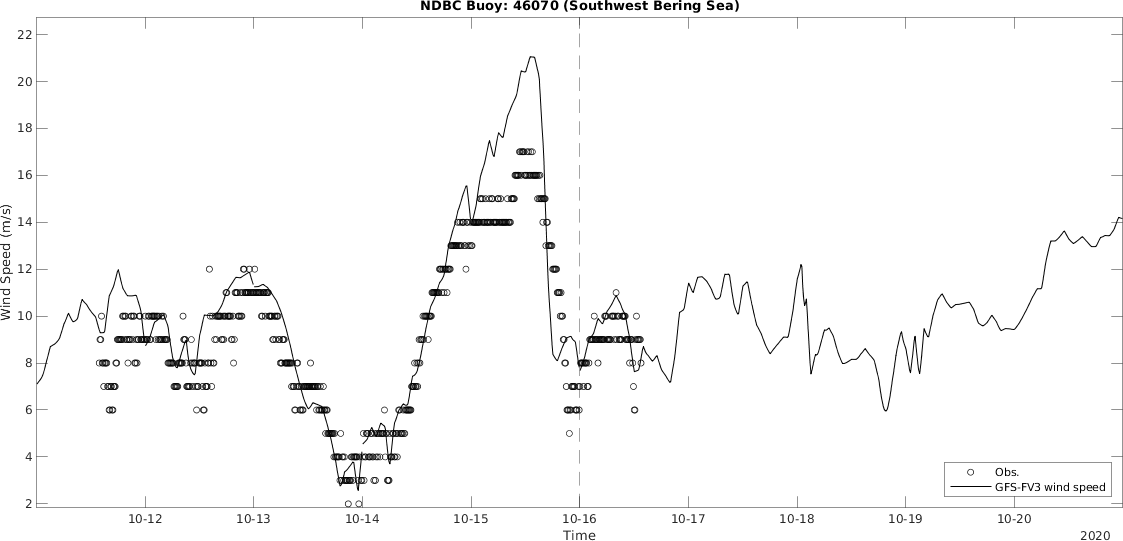 NDBC Buoy: 46070 (Southwest Bering Sea)
22
20
18
16
14
12
10
8
6
4
2
Wind Speed (m/s)
10-12 10-13 10-14 10-15 10-16 10-17 10-18 10-19 10-20
Time
2020
Obs.
GFS-FV3 wind speed